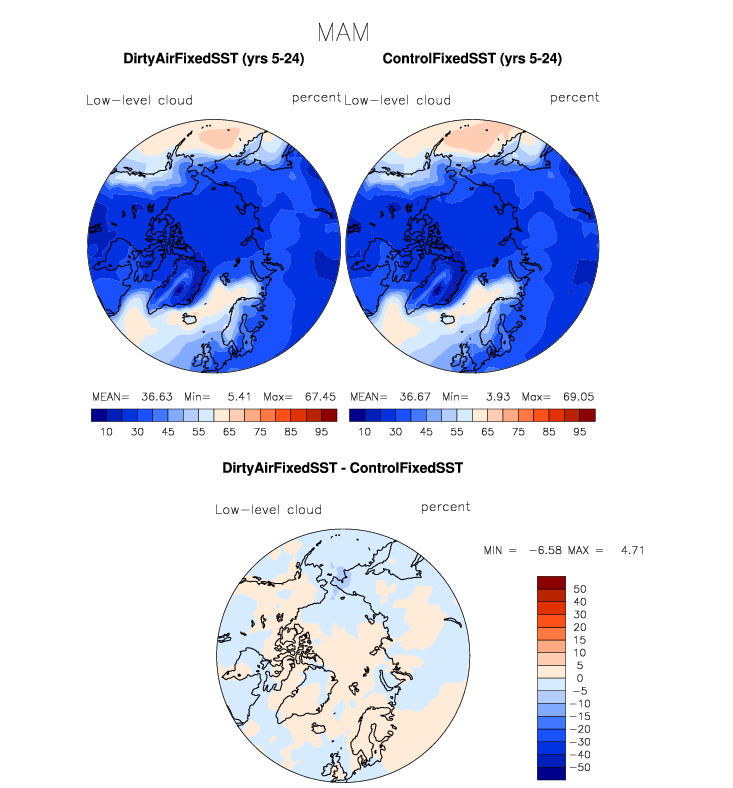 MAM
DirtyAirFixedSST (yrs 5-24)
ControlFixedSST (yrs 5-24)
Low-level cloud percent
Low-level cloud percent
MEAN= 36.63 Min= 5.41 Max= 67.45
10 30 45 55 65 75 85 95
MEAN= 36.67 Min= 3.93 Max= 69.05
10 30 45 55 65 75 85 95
DirtyAirFixedSST - ControlFixedSST
Low-level cloud percent
MIN = -6.58 MAX = 4.71
50
40
30
20
15
10
5
0
-5
-10
-15
-20
-30
-40
-50